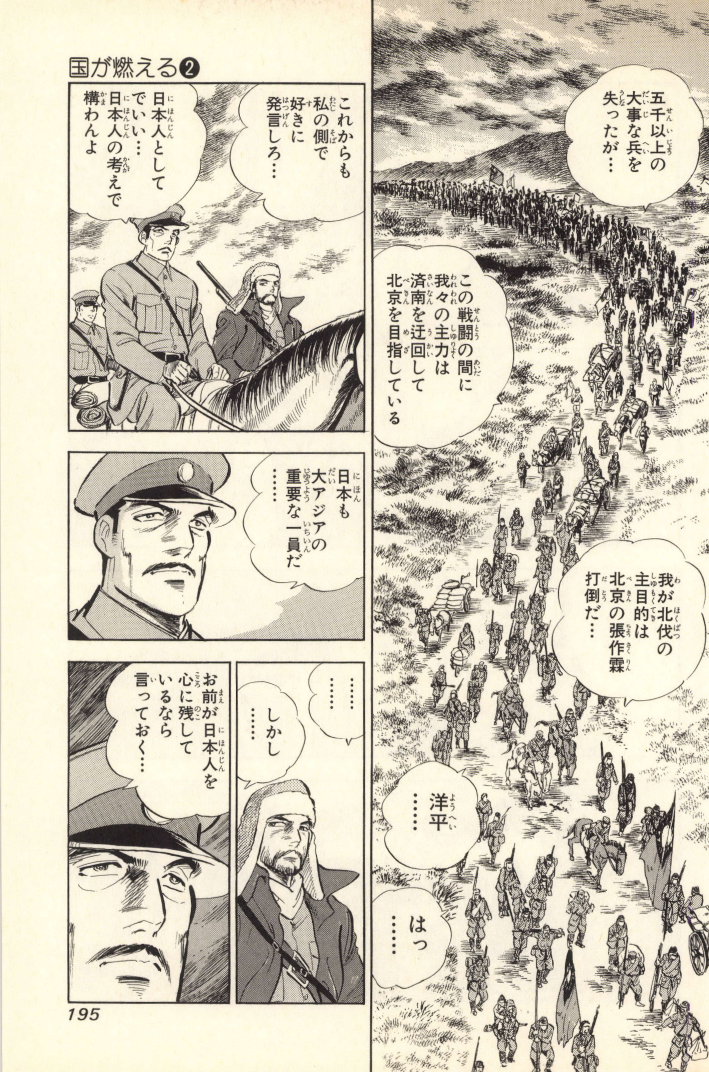 国が燃える❷
五千以上の
大事な兵を
失ったが…
この戦闘の間に
我々の主力は
済南を迂回して
北京を目指している
我が北伐の
主目的は
北京の張作霖
打倒だ…
洋平
……
はっ
……
これからも
私の側で
好きに
発言しろ…
日本人として
でいい…
日本人の考えで
構わんよ
日本も
大アジアの
重要な一員だ
……
……
……
しかし
……
お前が日本人を
心に残して
いるなら
言っておく…
195